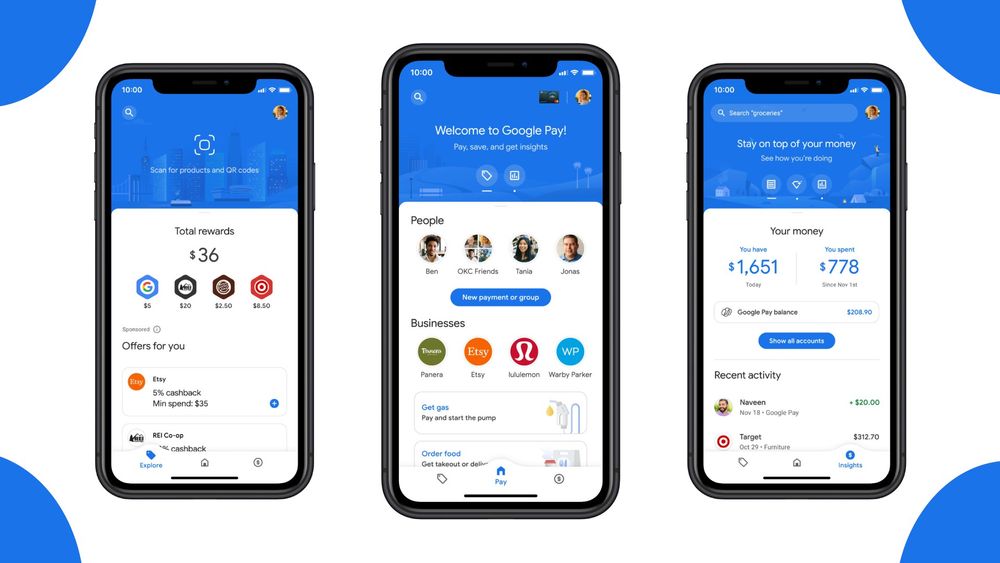 10:00
Scan for products and QR codes
Total rewards
$36
$5 $20 $2.50 $8.50
Sponsored
Offers for you
Etsy
Etsy
5% cashback
Min spend: $35
REI Co-op
% cashback
Explore
10:00
Welcome to Google Pay!
Pay, save, and get insights
People
Ben OKC Friends Tania Jonas
New payment or group
Businesses
Panera Etsy WP
Panera Etsy lululemon Warby Parker
Get gas
Pay and start the pump
Order food
Get takeout or deliv
Pay
10:00
Search "groceries"
Stay on top of your money
See how you're doing
Your money
You have You spent
$1,651 $778
Today Since Nov 1st
Google Pay balance $208.90
Show all accounts
Recent activity
Naveen + $20.00
Nov 18 • Google Pay
Target $312.70
Oct 29 • Furniture
Insights